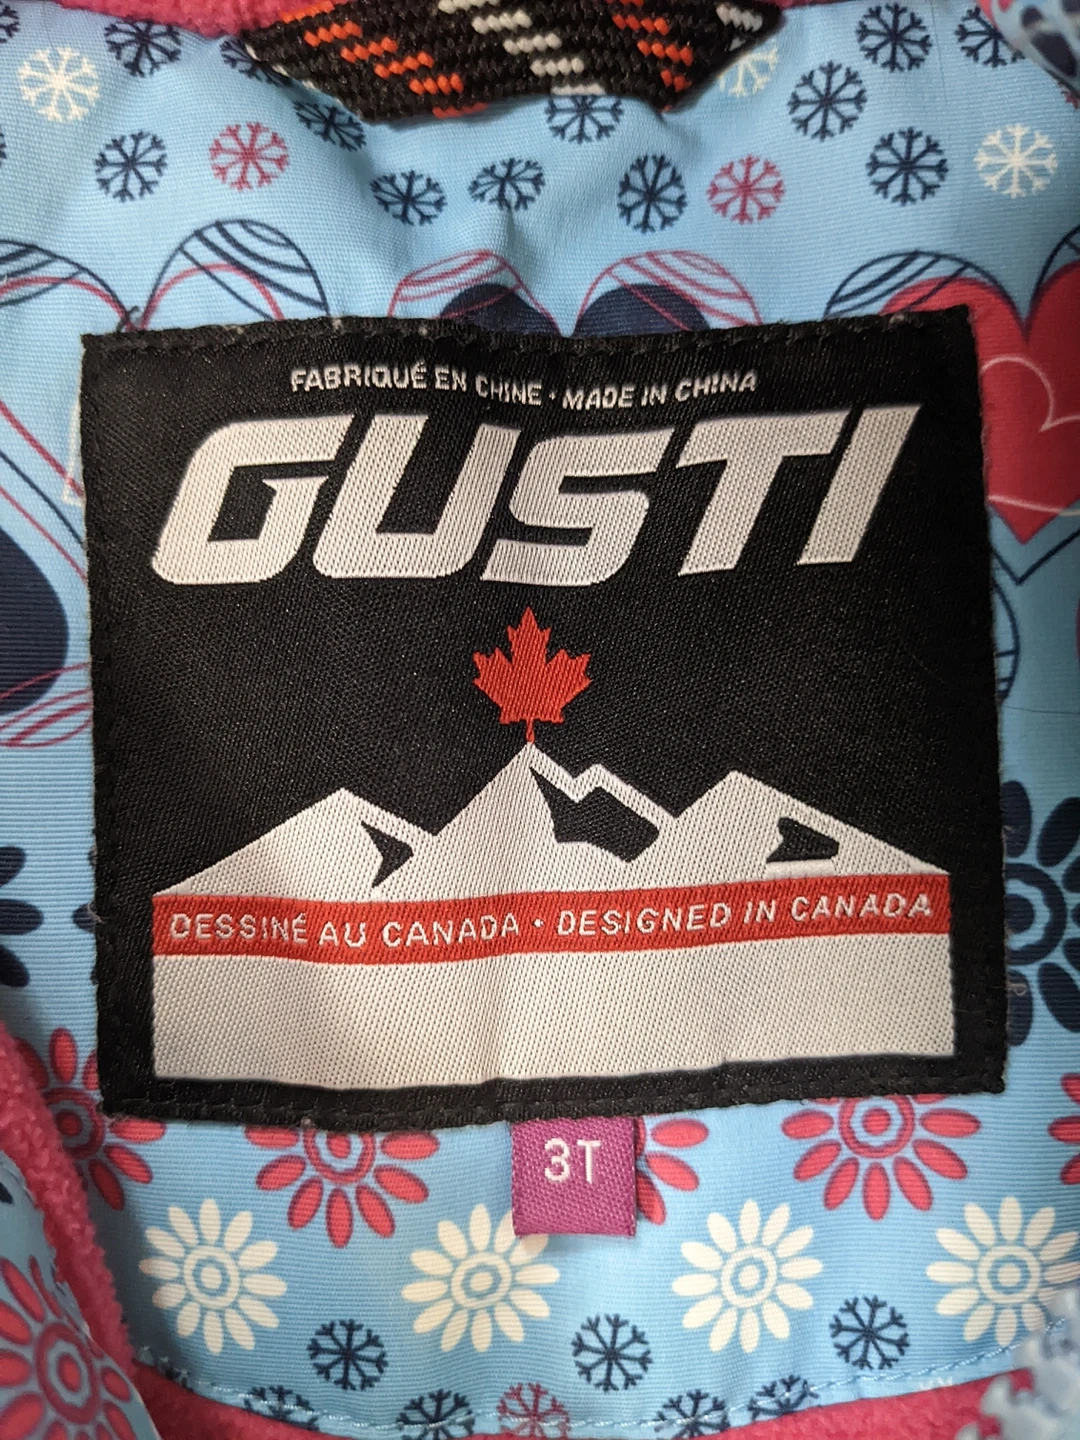 FABRIQUÉ EN CHINE · MADE IN CHINA
GUSTI
DESSINÉ AU CANADA · DESIGNED IN CANADA
3T